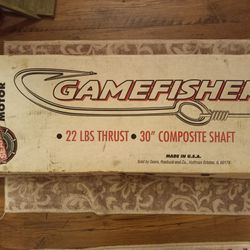 MOTOR
GAMEFISHER
• 22 LBS THRUST • 30" COMPOSITE SHAFT
MADE IN U.S.A.
Sold by Sears, Roebuck and Co., Hoffman Estates, IL 60179